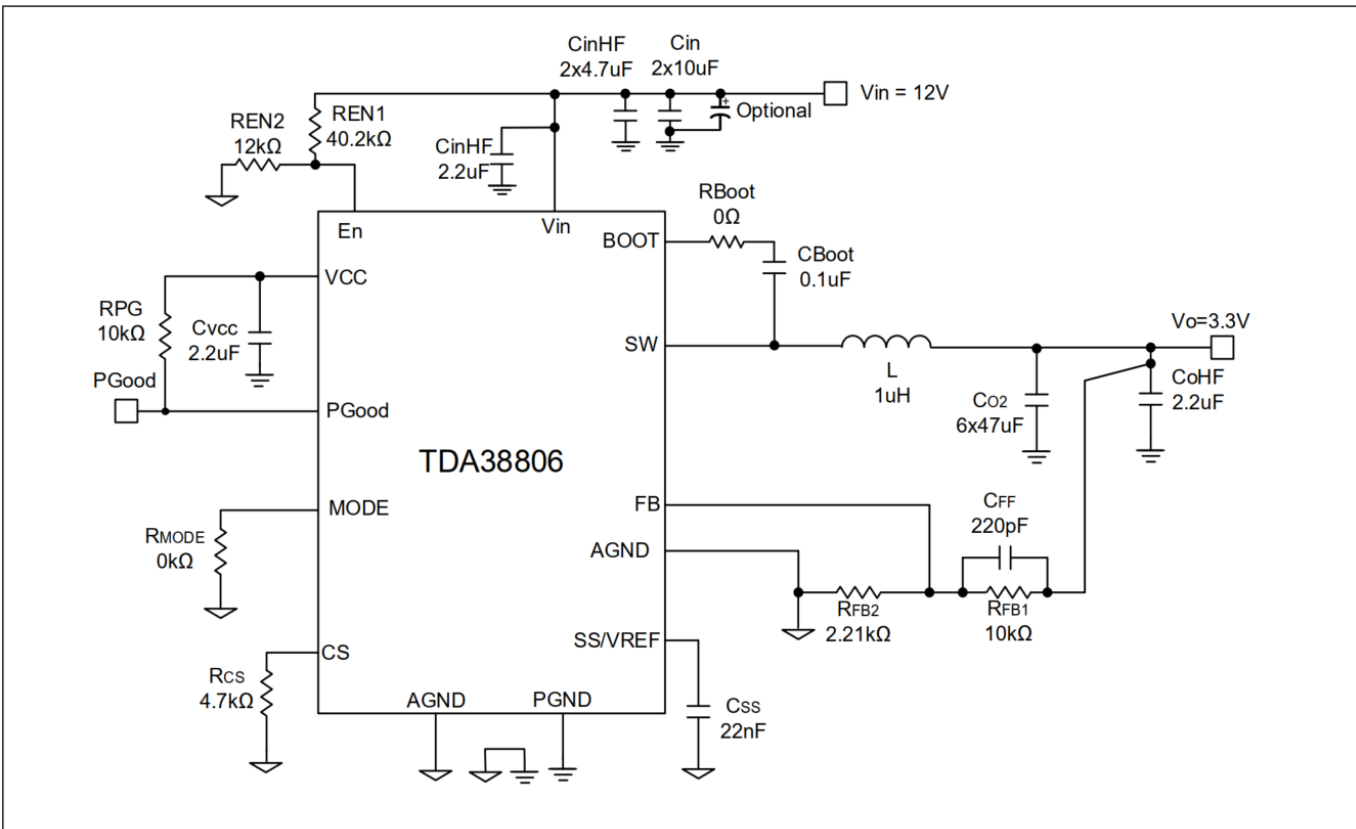 CinHF
2x4.7uF
Cin
2x10uF
Optional
+
Vin = 12V
REN1
40.2kΩ
REN2
12kΩ
CinHF
2.2uF
En
Vin
BOOT
RBoot
0Ω
CBoot
0.1uF
VCC
RPG
10kΩ
Cvcc
2.2uF
PGood
PGood
SW
L
1uH
Vo=3.3V
CO2
6x47uF
CoHF
2.2uF
TDA38806
MODE
RMODE
0kΩ
FB
AGND
CFF
220pF
RFB2
2.21kΩ
RFB1
10kΩ
SS/VREF
CSS
22nF
CS
RCS
4.7kΩ
AGND
PGND